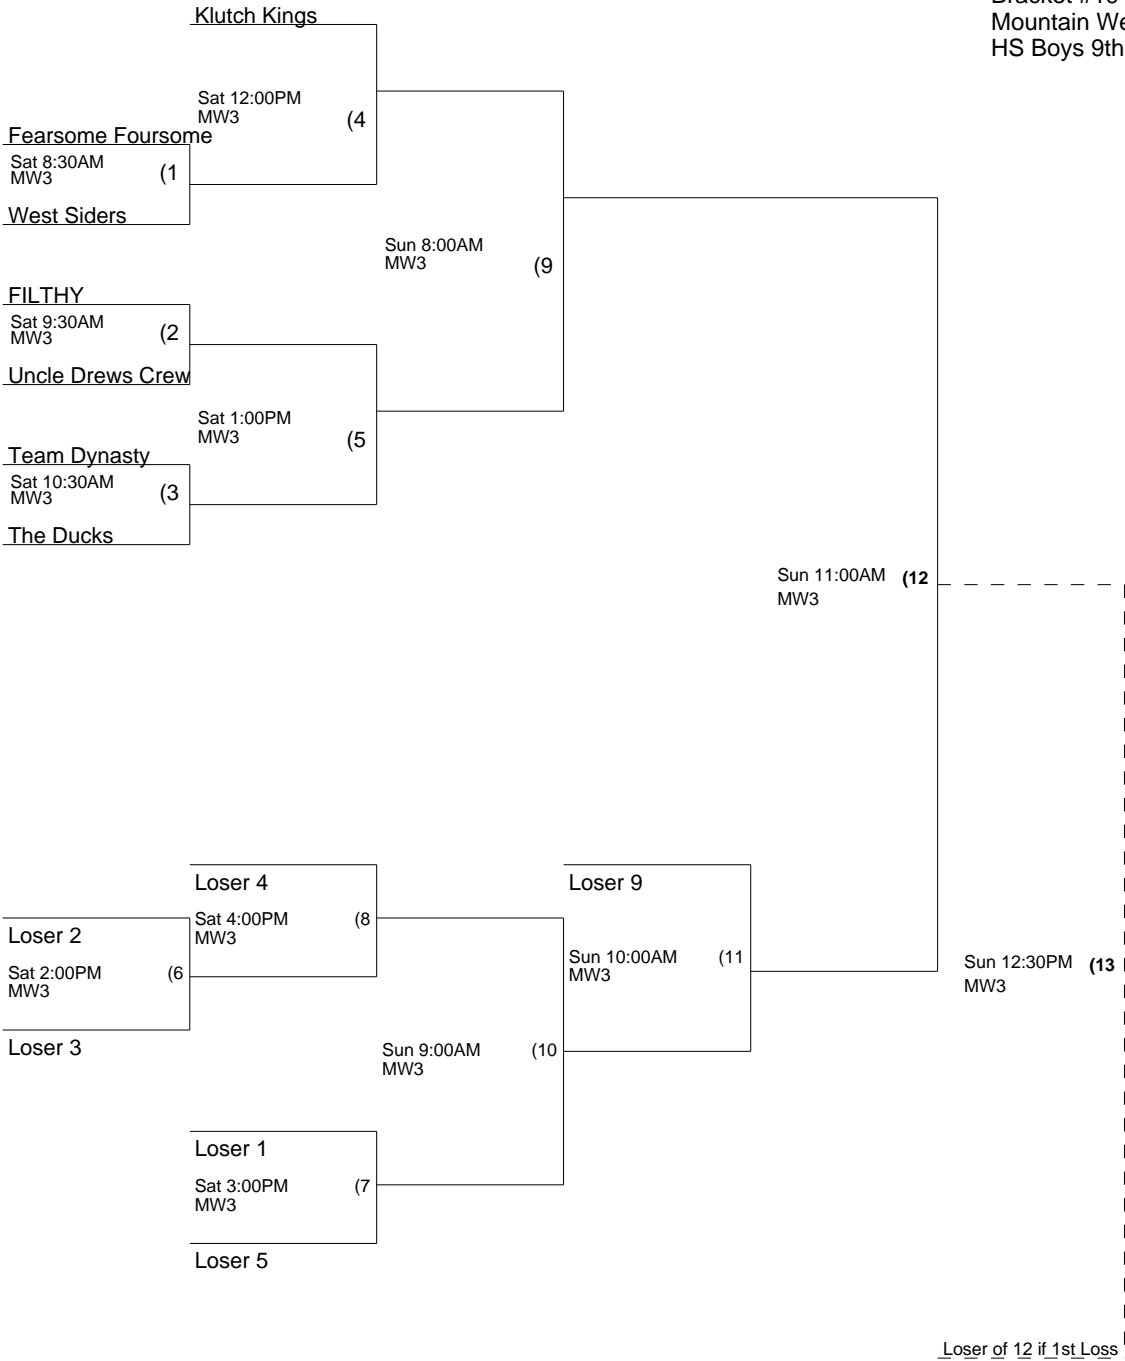 Mountain
HS Boys 9th
Klutch Kings
Sat 12:00PM
MW3
(4
Fearsome Foursome
Sat 8:30AM
MW3
(1
West Siders
Sun 8:00AM
MW3
(9
FILTHY
Sat 9:30AM
MW3
(2
Uncle Drews Crew
Sat 1:00PM
MW3
(5
Team Dynasty
Sat 10:30AM
MW3
(3
The Ducks
Sun 11:00AM (12
MW3
Loser 4
Loser 9
Sat 4:00PM (8
MW3
Loser 2
Sat 2:00PM (6
MW3
Loser 3
Sun 10:00AM (11
MW3
Sun 12:30PM (13
MW3
Sun 9:00AM (10
MW3
Loser 1
Sat 3:00PM (7
MW3
Loser 5
Loser of 12 if 1st Loss